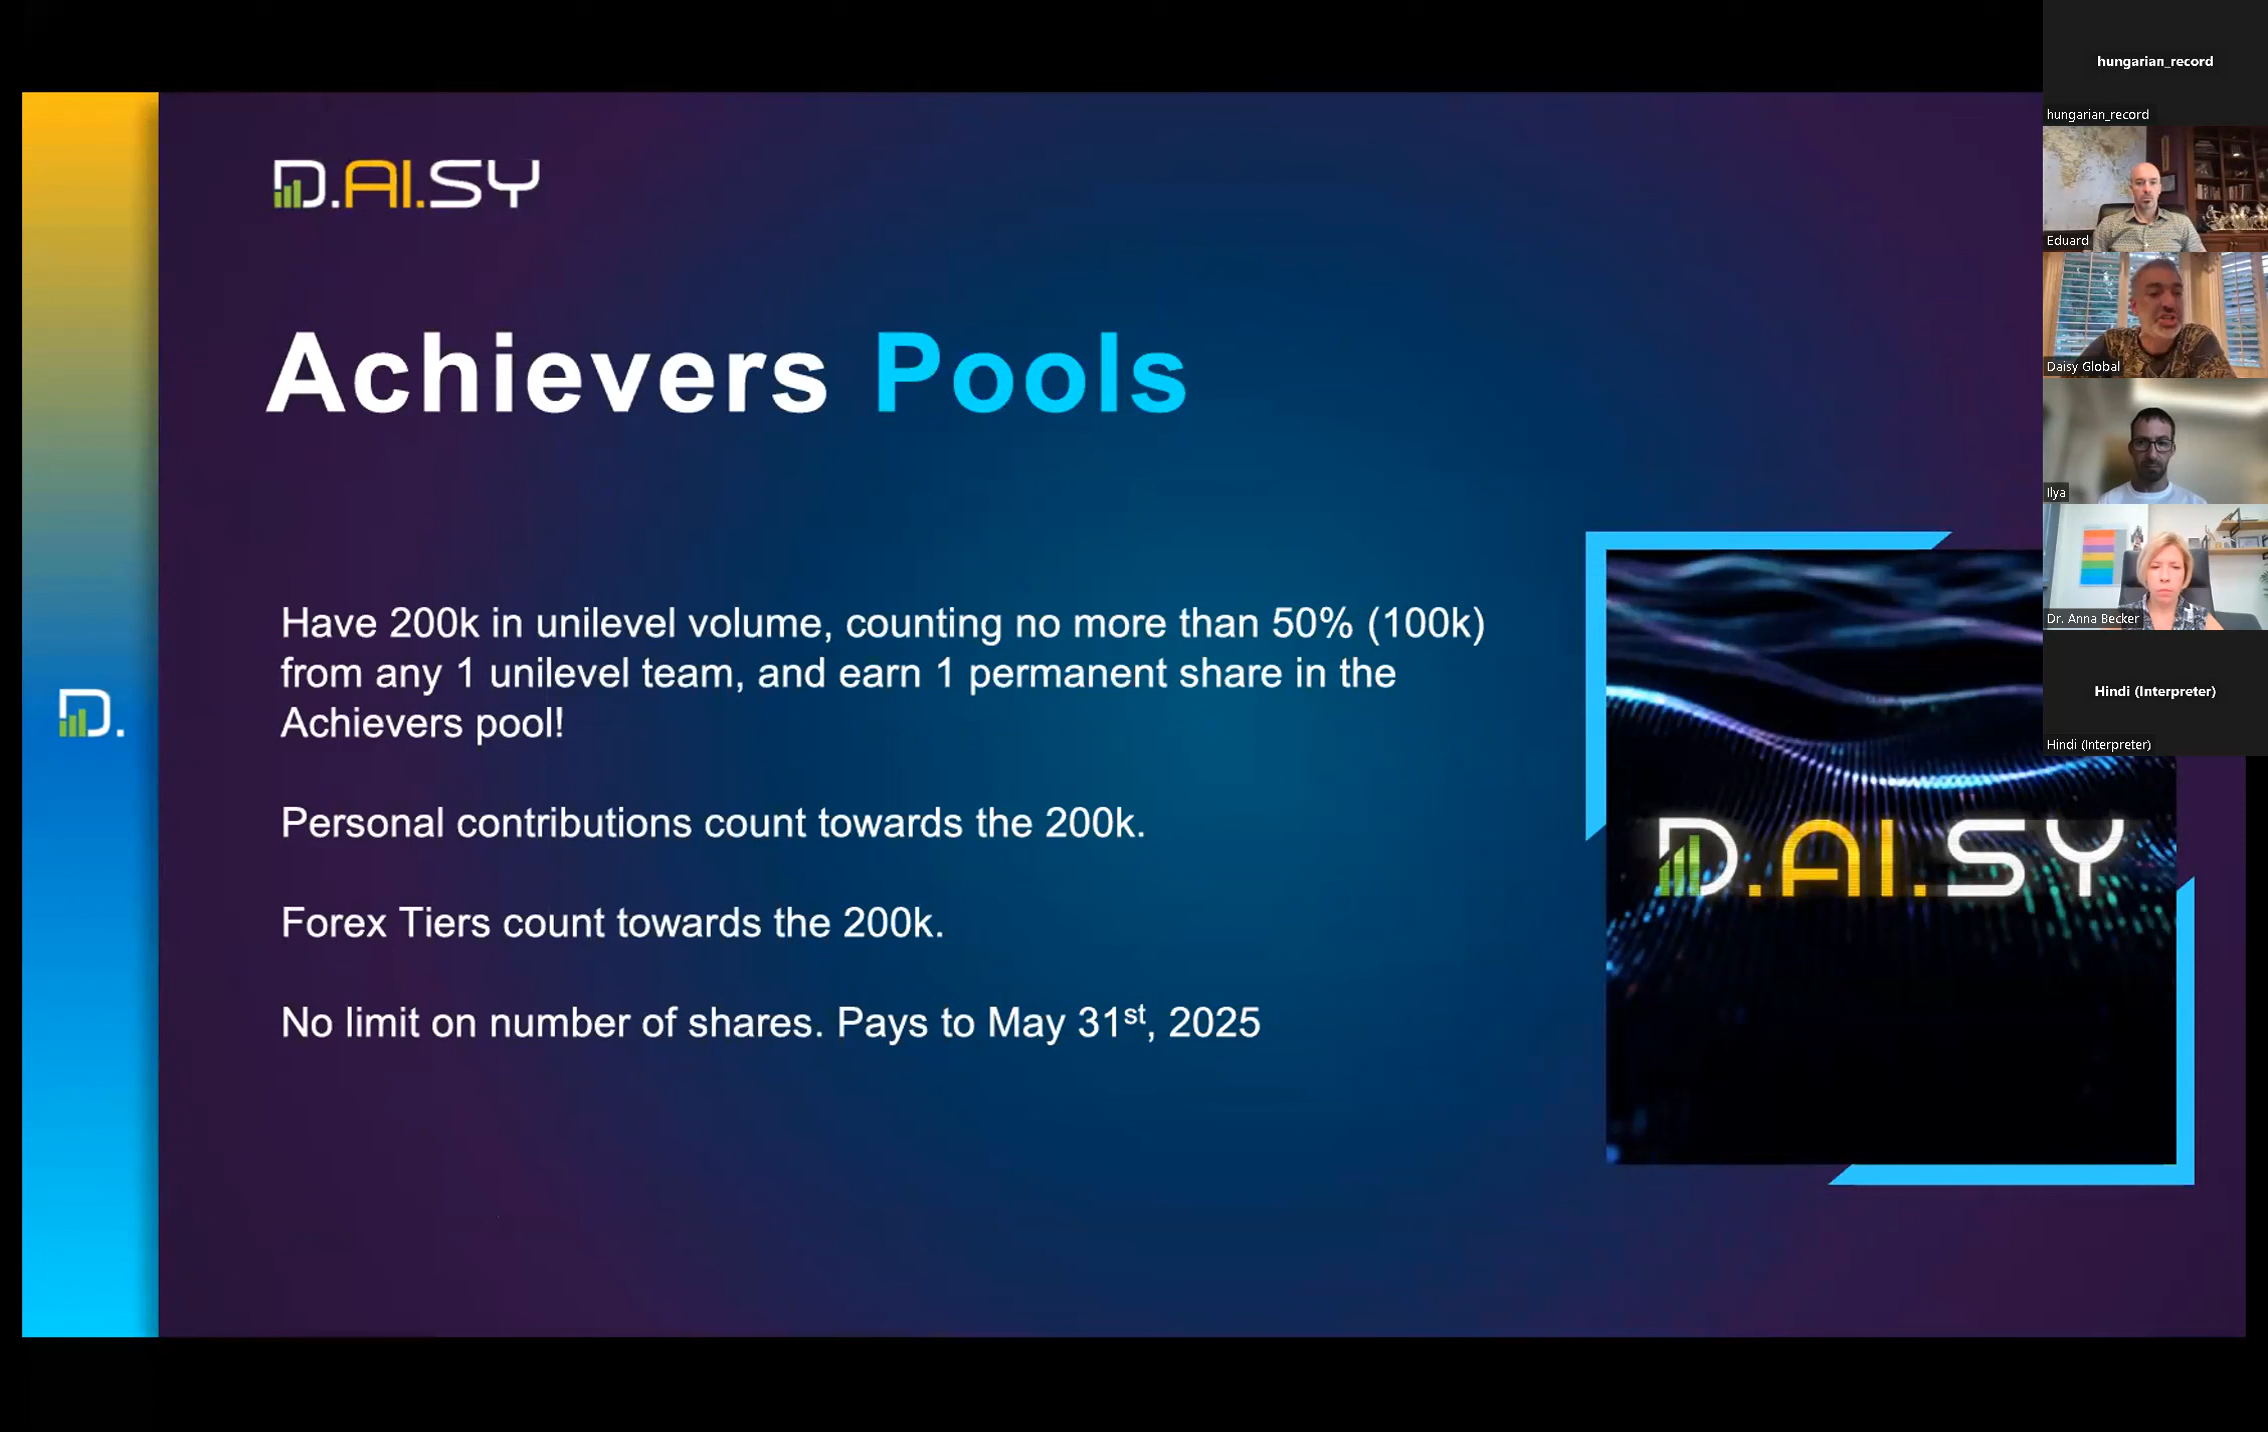 D.AI.SY
Achievers Pools
Have 200k in unilevel volume, counting no more than 50% (100k)
from any 1 unilevel team, and earn 1 permanent share in the
Achievers pool!
Personal contributions count towards the 200k.
Forex Tiers count towards the 200k.
No limit on number of shares. Pays to May 31st, 2025
D.
D.AI.SY
hungarian_record
hungarian_record
Eduard
Daisy Global
Ilya
Dr. Anna Becker
Hindi (Interpreter)
Hindi (Interpreter)